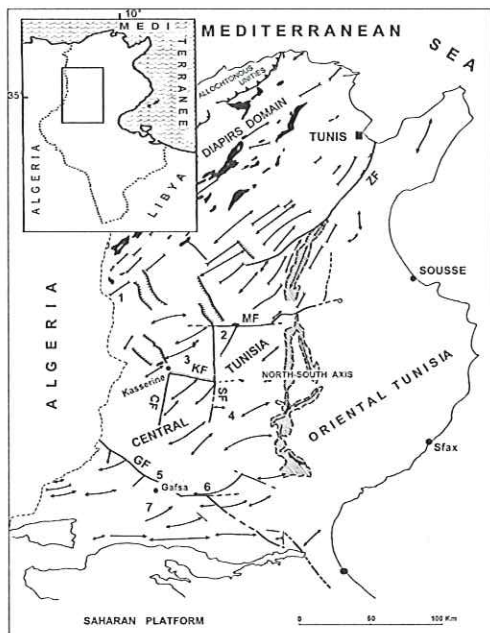 10°
MEDI
TERRANEE
35°
ALGERIA
LIBYA
MEDITERRANEAN
SEA
ALLOCHTONOUS
UNITIES
DIAPIRS DOMAIN
TUNIS
ZF
SOUSSE
ALGERIA
1
MF
2
TUNISIA
3
KF
Kasserine
NORTH-SOUTH AXIS
CF
SF
4
CENTRAL
ORIENTAL TUNISIA
Sfax
GF
5
Gafsa
6
7
SAHARAN PLATFORM
0 50 100 Km